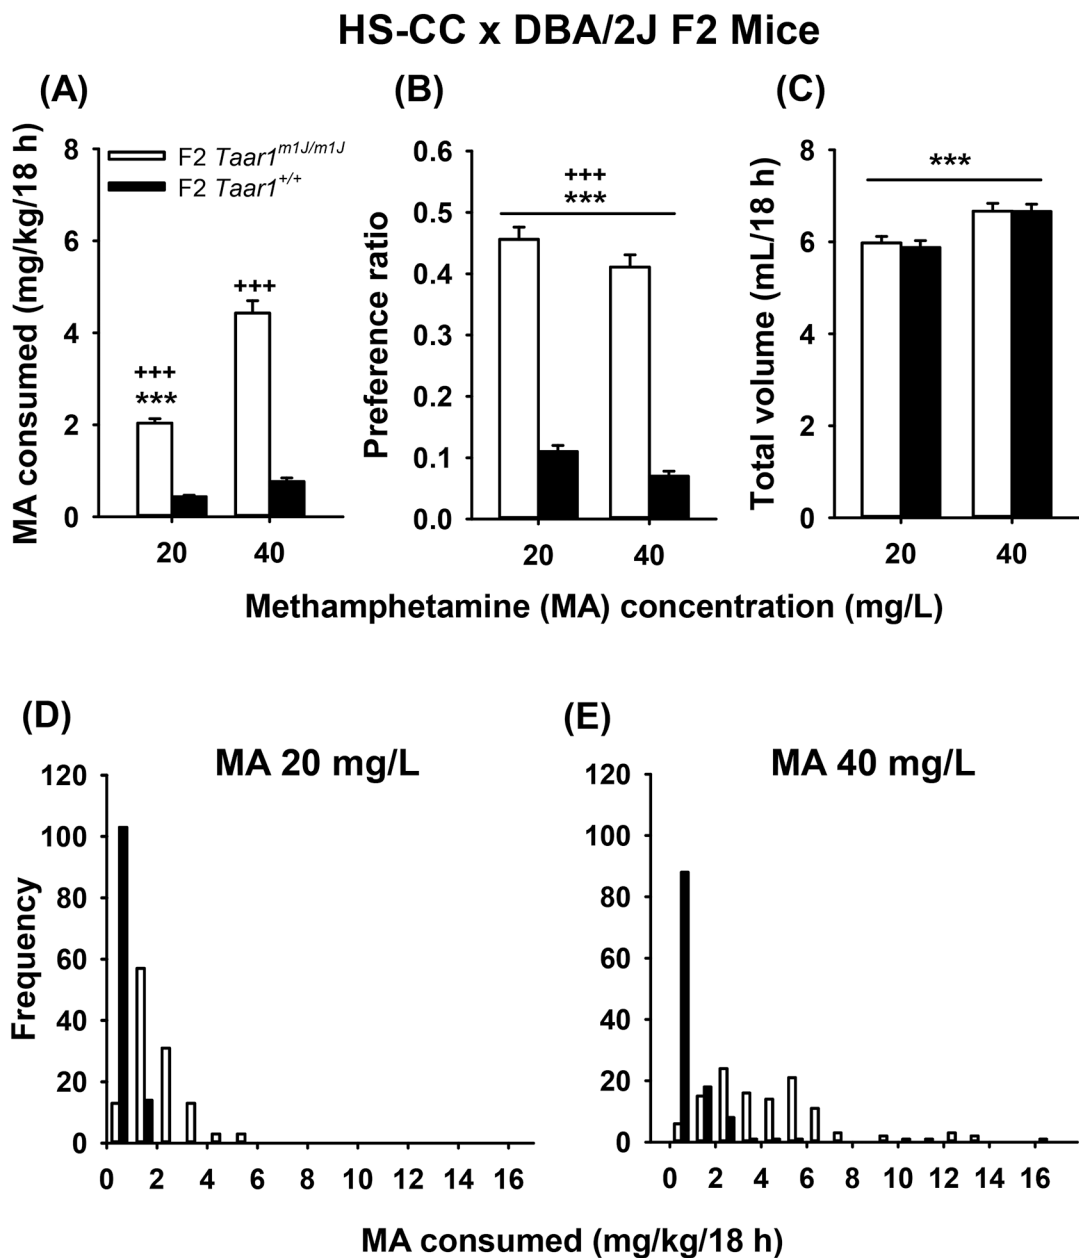 HS-CC x DBA/2J F2 Mice
(A)
MA consumed (mg/kg/18 h)
8
6
4
2
0
F2 Taar1^m1J/m1J
F2 Taar1^+/+
+++
***
+++
20
40
(B)
Preference ratio
0.6
0.5
0.4
0.3
0.2
0.1
0.0
+++
***
20
40
(C)
Total volume (mL/18 h)
8
6
4
2
0
***
20
40
Methamphetamine (MA) concentration (mg/L)
(D)
MA 20 mg/L
Frequency
120
100
80
60
40
20
0
0 2 4 6 8 10 12 14 16
(E)
MA 40 mg/L
120
100
80
60
40
20
0
0 2 4 6 8 10 12 14 16
MA consumed (mg/kg/18 h)